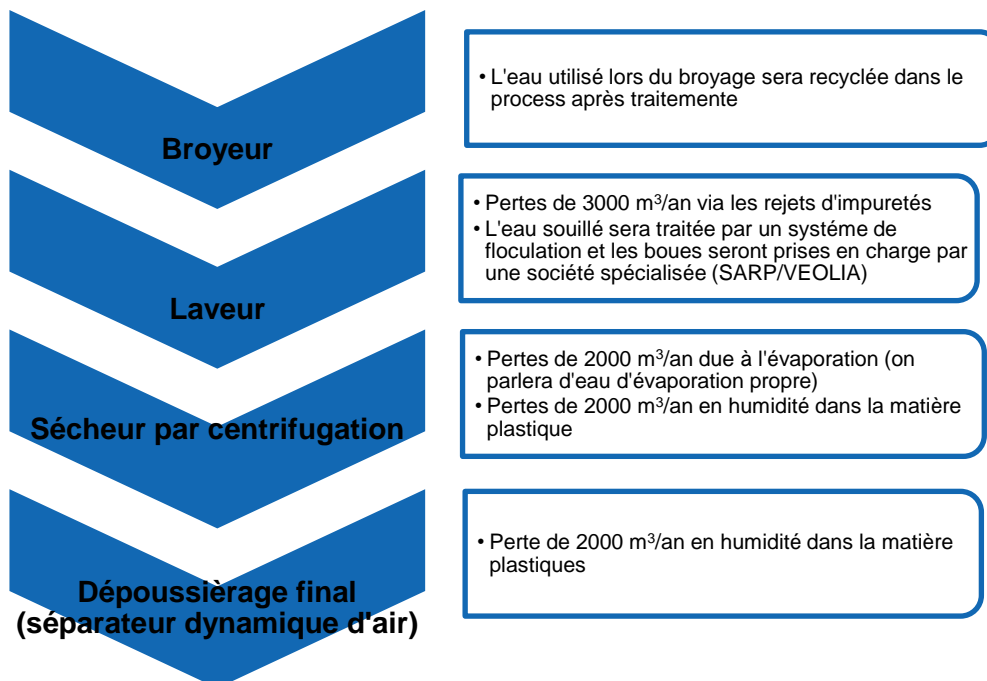 Broyeur
• L'eau utilisé lors du broyage sera recyclée dans le
process après traitemente
Laveur
• Pertes de 3000 m³/an via les rejets d'impuretés
• L'eau souillé sera traitée par un systéme de
floculation et les boues seront prises en charge par
une société spécialisée (SARP/VEOLIA)
Sécheur par centrifugation
• Pertes de 2000 m³/an due à l'évaporation (on
parlera d'eau d'évaporation propre)
• Pertes de 2000 m³/an en humidité dans la matière
plastique
Dépoussièrage final
(séparateur dynamique d'air)
• Perte de 2000 m³/an en humidité dans la matière
plastiques